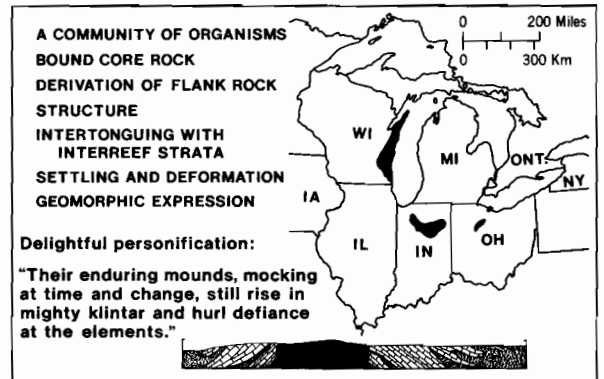 A COMMUNITY OF ORGANISMS
BOUND CORE ROCK
DERIVATION OF FLANK ROCK
STRUCTURE
INTERTONGUING WITH
INTERREEF STRATA
SETTLING AND DEFORMATION
GEOMORPHIC EXPRESSION
Delightful personification:
"Their enduring mounds, mocking
at time and change, still rise in
mighty klintar and hurl defiance
at the elements."
0 200 Miles
0 300 Km
WI
MI
ONT.
NY
IA
IL
IN
OH